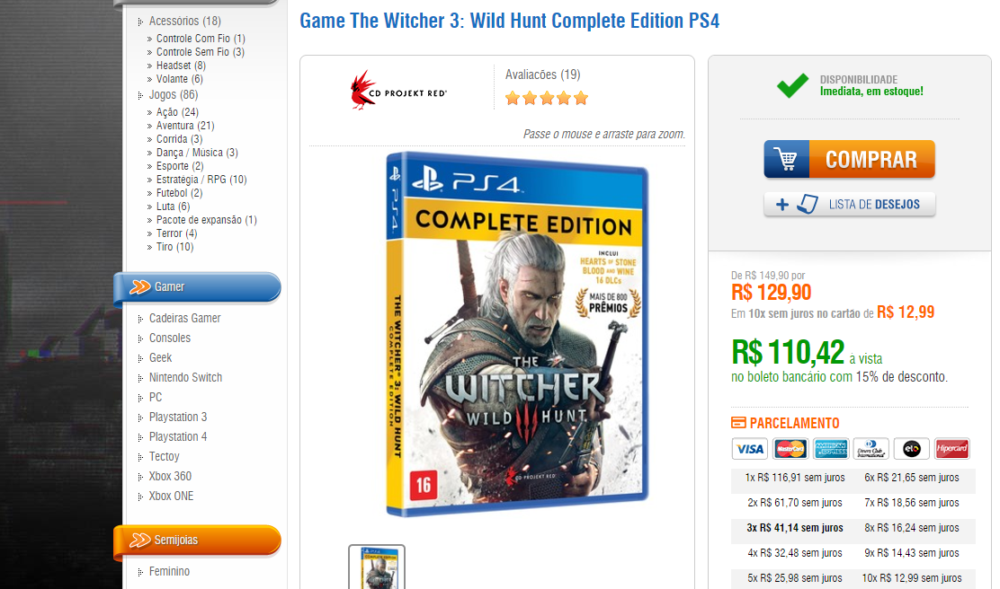 Acessórios (18)
Controle Com Fio (1)
Controle Sem Fio (3)
Headset (8)
Volante (6)
Jogos (86)
Ação (24)
Aventura (21)
Corrida (3)
Dança / Música (3)
Esporte (2)
Estratégia / RPG (10)
Futebol (2)
Luta (6)
Pacote de expansão (1)
Terror (4)
Tiro (10)
Gamer
Cadeiras Gamer
Consoles
Geek
Nintendo Switch
PC
Playstation 3
Playstation 4
Tectoy
Xbox 360
Xbox ONE
Semijoias
Feminino
Game The Witcher 3: Wild Hunt Complete Edition PS4
CD PROJEKT RED
Avaliacões (19)
Passe o mouse e arraste para zoom.
PS4
PS4
COMPLETE EDITION
INCLUI
HEARTS OF STONE
BLOOD AND WINE
16 DLCs
MAIS DE 800
PRÊMIOS
THE WITCHER 3: WILD HUNT
COMPLETE EDITION
THE
WITCHER
WILD HUNT
16
CD PROJEKT RED
COMPLETE EDITION
DISPONIBILIDADE
Imediata, em estoque!
COMPRAR
+ LISTA DE DESEJOS
De R$ 149,90 por
R$ 129,90
Em 10x sem juros no cartão de R$ 12,99
R$ 110,42 à vista
no boleto bancário com 15% de desconto.
PARCELAMENTO
VISA MasterCard AMERICAN EXPRESS Diners Club International elo Hipercard
1x R$ 116,91 sem juros 6x R$ 21,65 sem juros
2x R$ 61,70 sem juros 7x R$ 18,56 sem juros
3x R$ 41,14 sem juros 8x R$ 16,24 sem juros
4x R$ 32,48 sem juros 9x R$ 14,43 sem juros
5x R$ 25,98 sem juros 10x R$ 12,99 sem juros